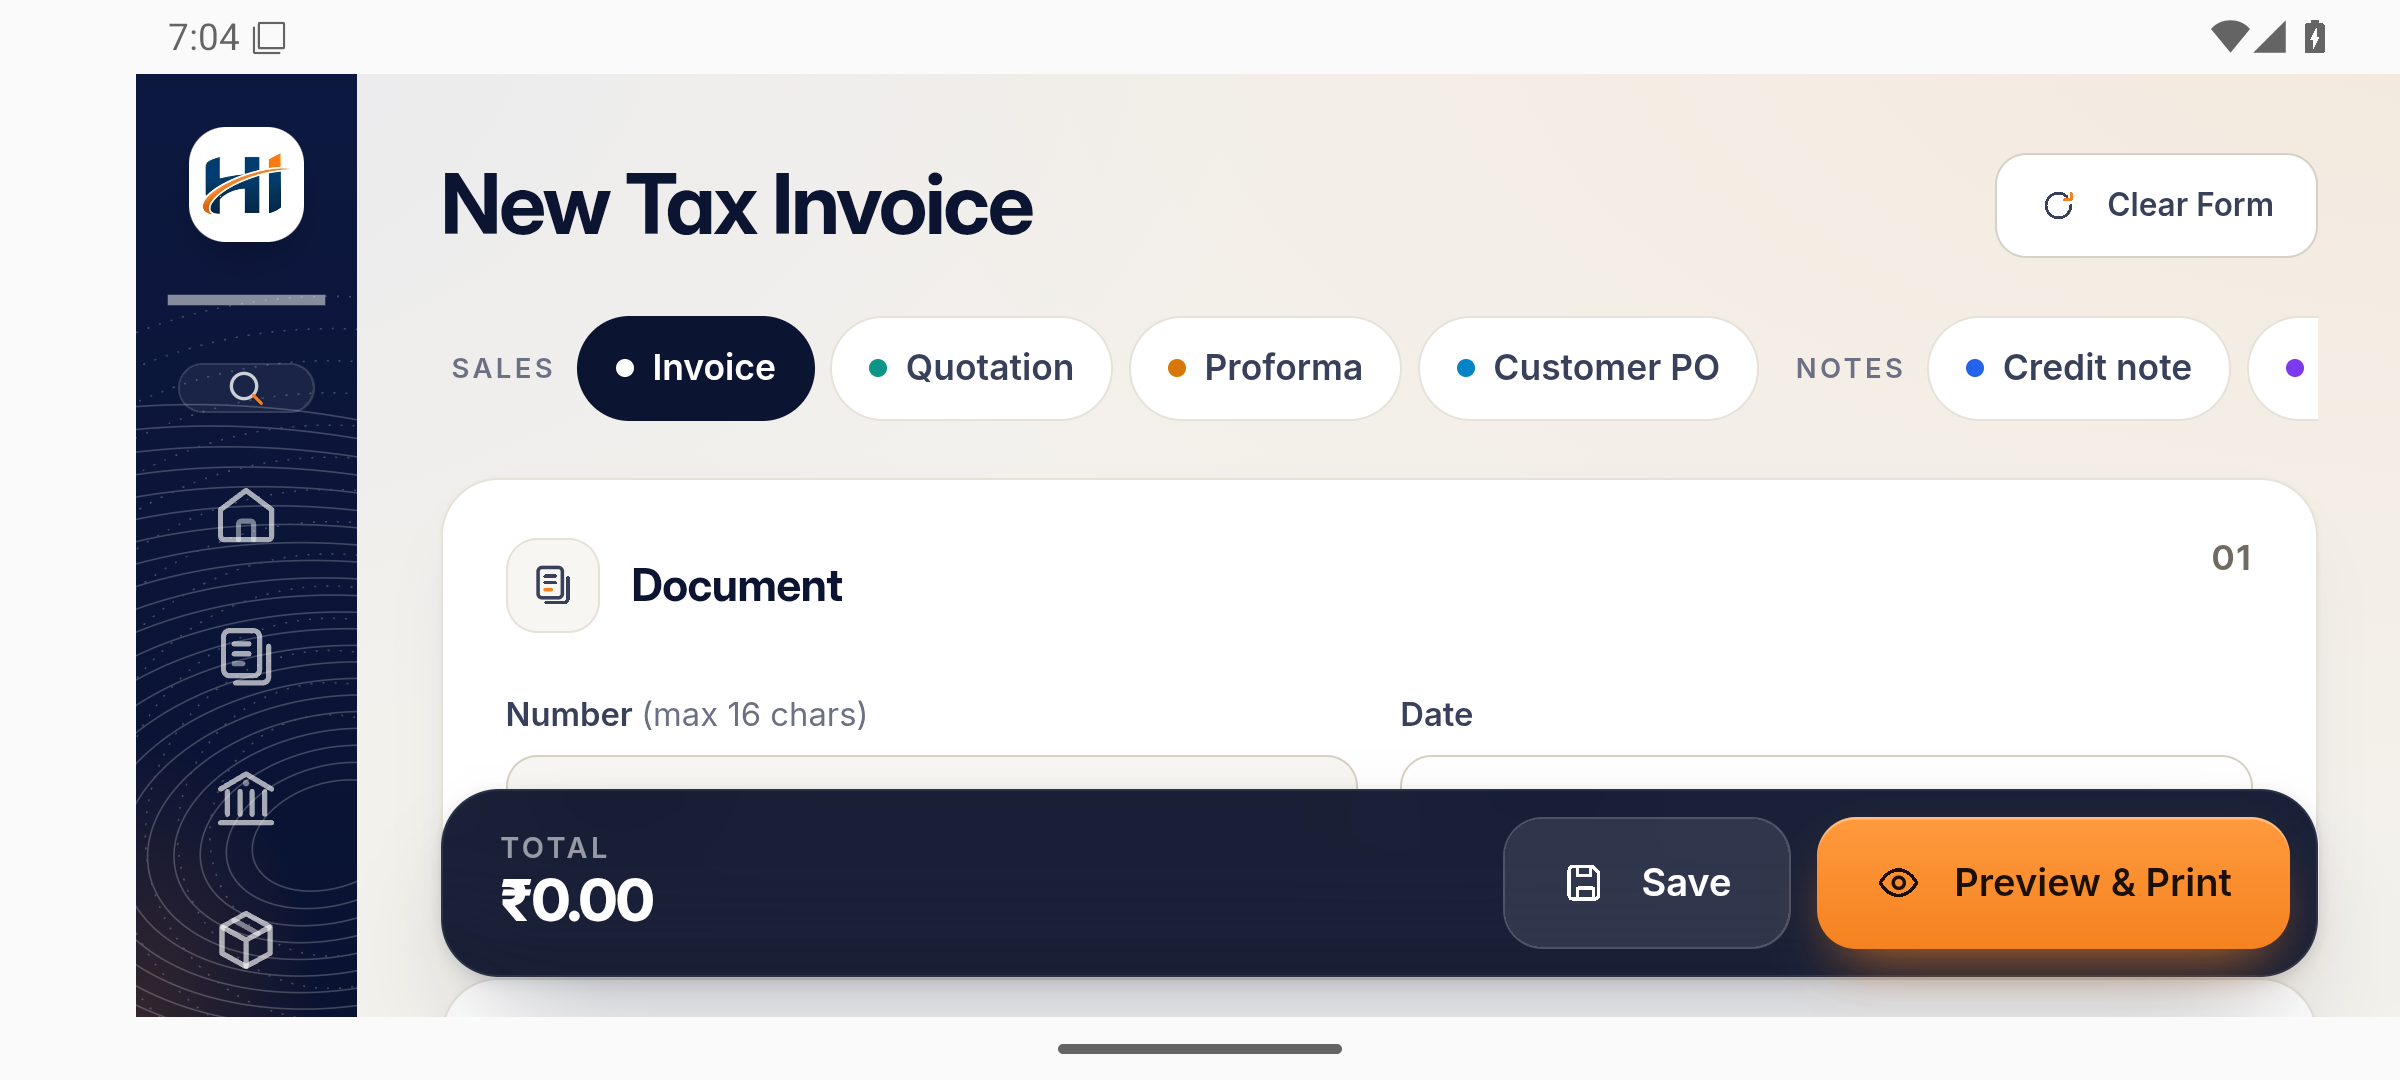 7:04
Hi
New Tax Invoice
Clear Form
SALES Invoice Quotation Proforma Customer PO NOTES Credit note
Document
01
Number (max 16 chars)
Date
TOTAL
₹0.00
Save
Preview & Print